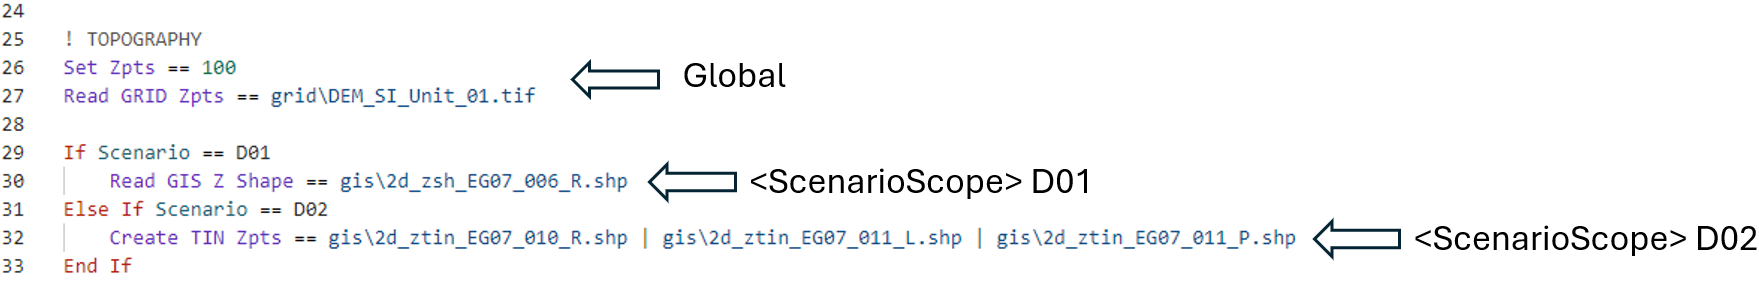 24
25 ! TOPOGRAPHY
26 Set Zpts == 100
Global
27 Read GRID Zpts == grid\DEM_SI_Unit_01.tif
28
29 If Scenario == D01
30 Read GIS Z Shape == gis\2d_zsh_EG07_006_R.shp <ScenarioScope> D01
31 Else If Scenario == D02
32 Create TIN Zpts == gis\2d_ztin_EG07_010_R.shp | gis\2d_ztin_EG07_011_L.shp | gis\2d_ztin_EG07_011_P.shp <ScenarioScope> D02
33 End If